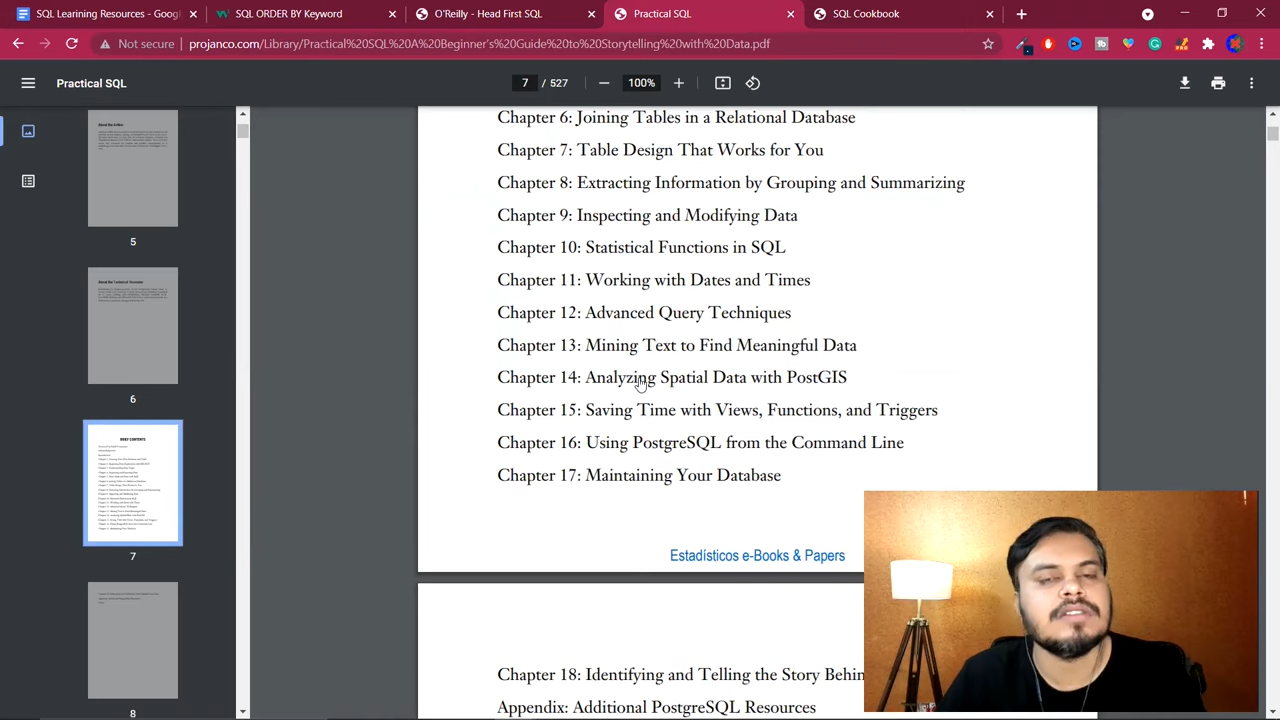 SQL Learining Resources - Goog
SQL ORDER BY Keyword
O'Reilly - Head First SQL
Practical SQL
SQL Cookbook
Not secure
projanco.com/Library/Practical%20SQL%20A%20Beginner's%20Guide%20to%20Storytelling%20with%20Data.pdf
Practical SQL
7 / 527
100%
5
6
BRIEF CONTENTS
7
8
Chapter 6: Joining Tables in a Relational Database
Chapter 7: Table Design That Works for You
Chapter 8: Extracting Information by Grouping and Summarizing
Chapter 9: Inspecting and Modifying Data
Chapter 10: Statistical Functions in SQL
Chapter 11: Working with Dates and Times
Chapter 12: Advanced Query Techniques
Chapter 13: Mining Text to Find Meaningful Data
Chapter 14: Analyzing Spatial Data with PostGIS
Chapter 15: Saving Time with Views, Functions, and Triggers
Chapter 16: Using PostgreSQL from the Command Line
Chapter 17: Maintaining Your Database
Estadísticos e-Books & Papers
Chapter 18: Identifying and Telling the Story Behin
Appendix: Additional PostgreSQL Resources